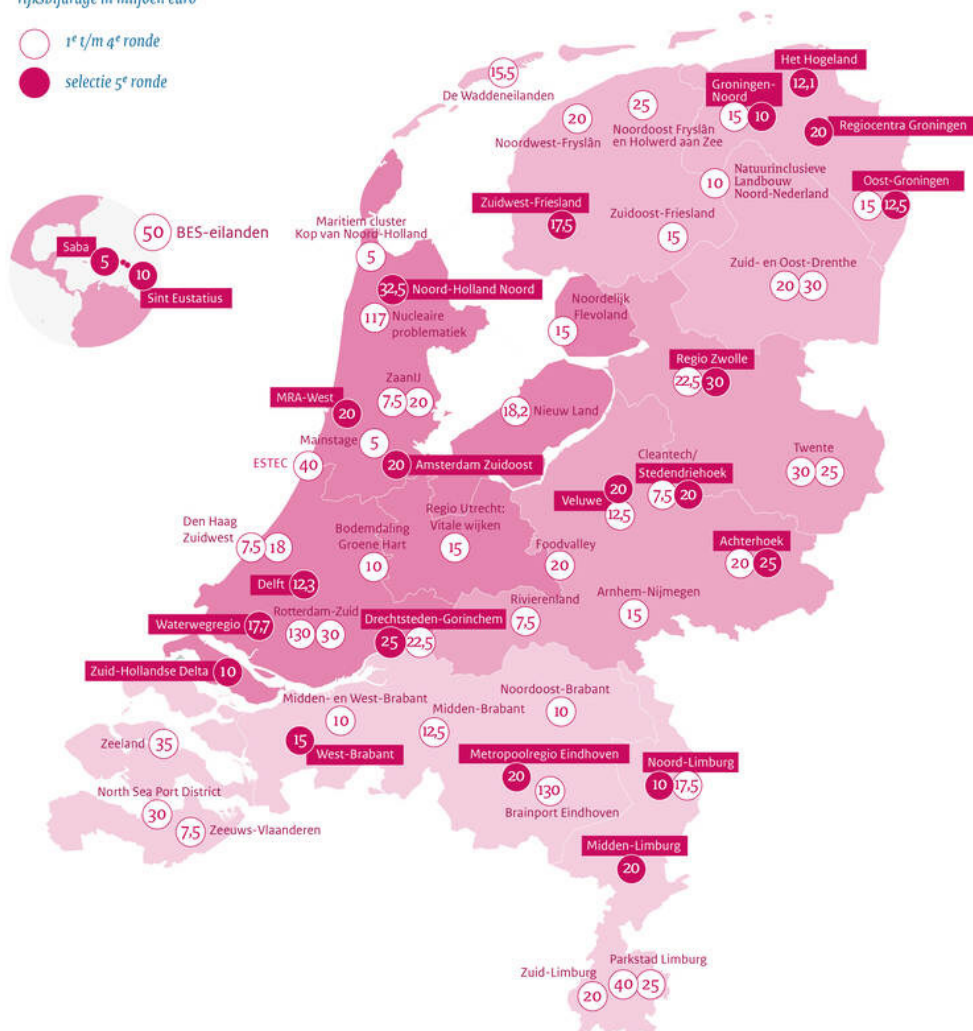 rijksbijdrage in miljoen euro
1e t/m 4e ronde
selectie 5e ronde
15,5
De Waddeneilanden
20
Noordwest-Fryslân
25
Noordoost Fryslân
en Holwerd aan Zee
Groningen-
Noord
15 10
Het Hogeland
12,1
20
Regiocentra Groningen
10
Natuurinclusieve
Landbouw
Noord-Nederland
Oost-Groningen
15 12,5
Zuidwest-Friesland
17,5
Zuidoost-Friesland
15
Zuid- en Oost-Drenthe
20 30
50 BES-eilanden
Saba
5
10
Sint Eustatius
Maritiem cluster
Kop van Noord-Holland
5
32,5 Noord-Holland Noord
117 Nucleaire
problematiek
Noordelijk
Flevoland
15
Regio Zwolle
22,5 30
ZaanIJ
7,5 20
MRA-West
20
18,2 Nieuw Land
Mainstage
5
ESTEC 40
20 Amsterdam Zuidoost
Cleantech/
Stedendriehoek
7,5 20
Twente
30 25
20
Veluwe
12,5
Den Haag
Zuidwest
7,5 18
Bodemdaling
Groene Hart
10
Regio Utrecht:
Vitale wijken
15
Foodvalley
20
Achterhoek
20 25
Delft 12,3
Arnhem-Nijmegen
15
Rivierenland
7,5
Waterwegregio 17,7
Rotterdam-Zuid
130 30
Drechtsteden-Gorinchem
25 22,5
Zuid-Hollandse Delta 10
Midden- en West-Brabant
10
Midden-Brabant
12,5
Noordoost-Brabant
10
Zeeland 35
15
West-Brabant
Metropoolregio Eindhoven
20
130
Brainport Eindhoven
Noord-Limburg
10 17,5
North Sea Port District
30
7,5 Zeeuws-Vlaanderen
Midden-Limburg
20
Zuid-Limburg
20
Parkstad Limburg
40 25